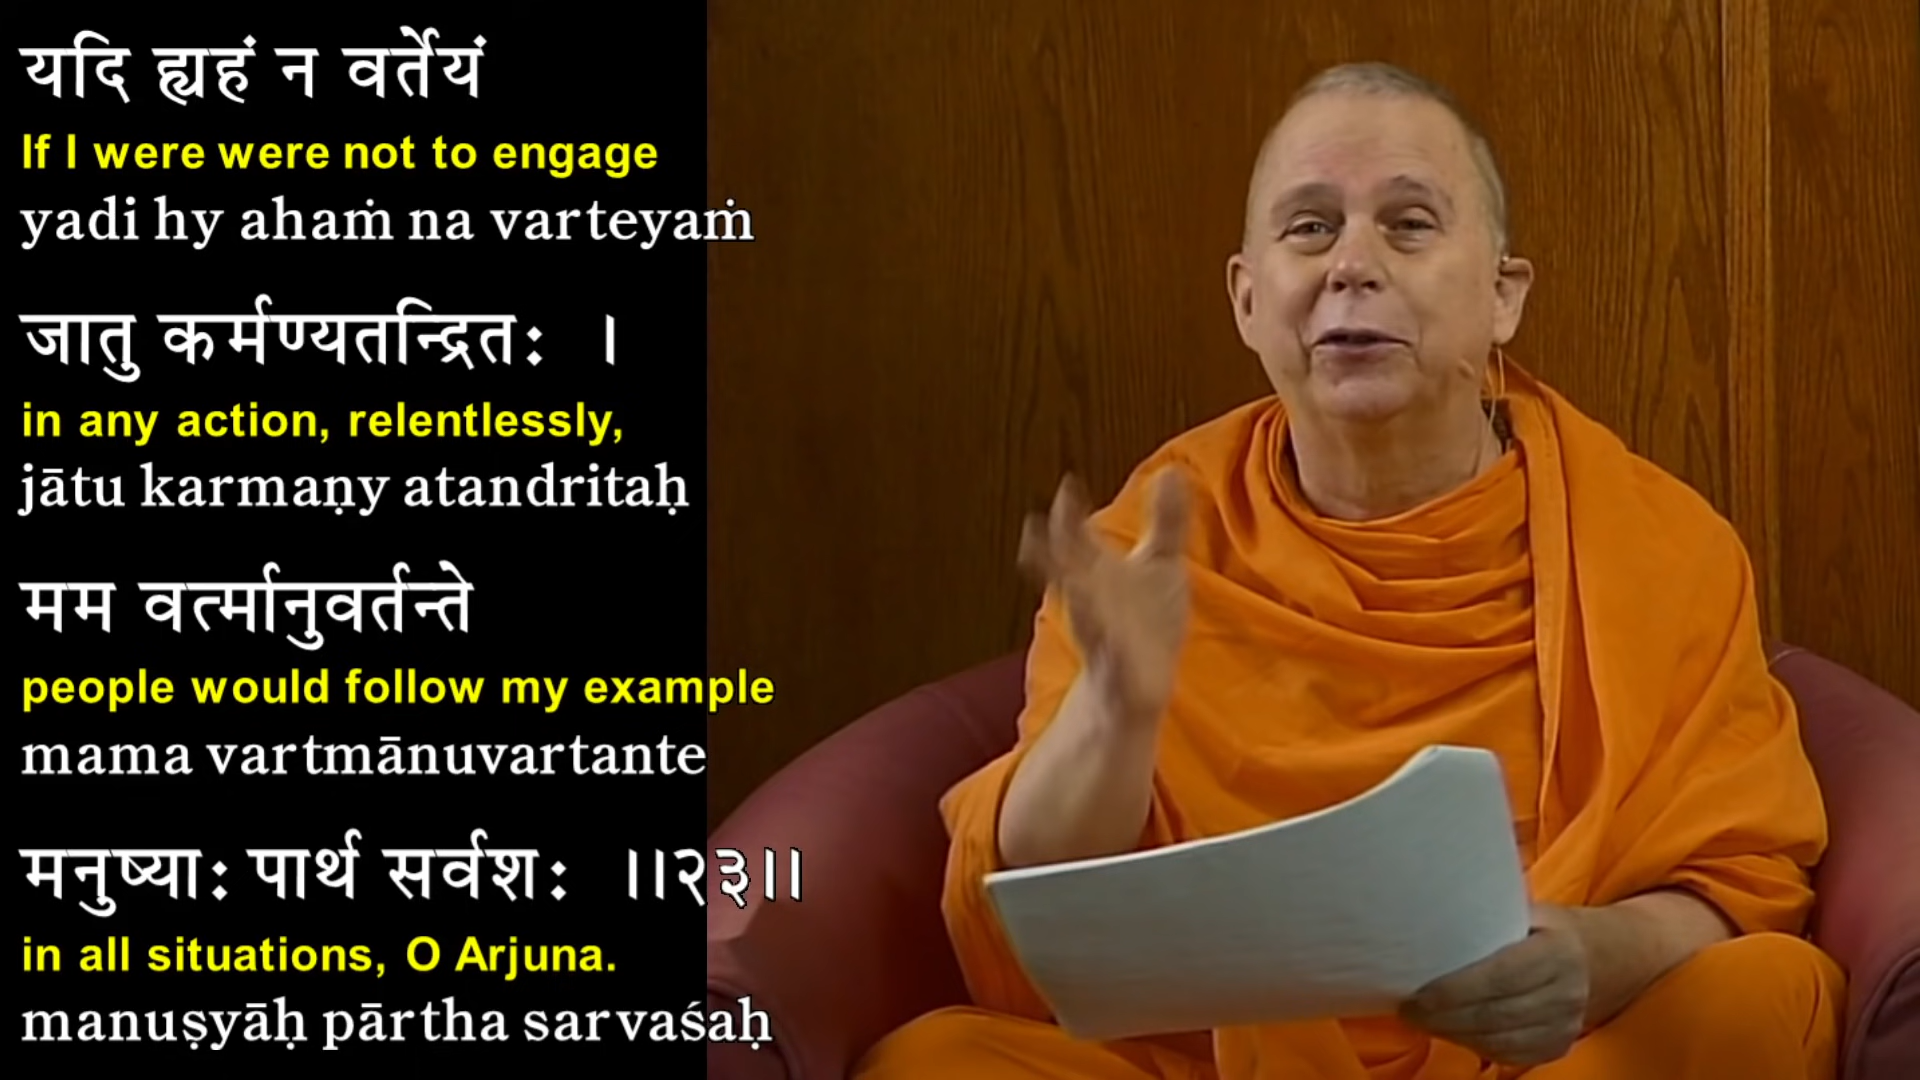 यदि ह्यहं न वर्तेयं
If I were were not to engage
yadi hy ahaṁ na varteyaṁ
जातु कर्मण्यतन्द्रितः ।
in any action, relentlessly,
jātu karmaṇy atandritaḥ
मम वर्त्मानुवर्तन्ते
people would follow my example
mama vartmānuvartante
मनुष्याः पार्थ सर्वशः ।।२३।।
in all situations, O Arjuna.
manuṣyāḥ pārtha sarvaśaḥ